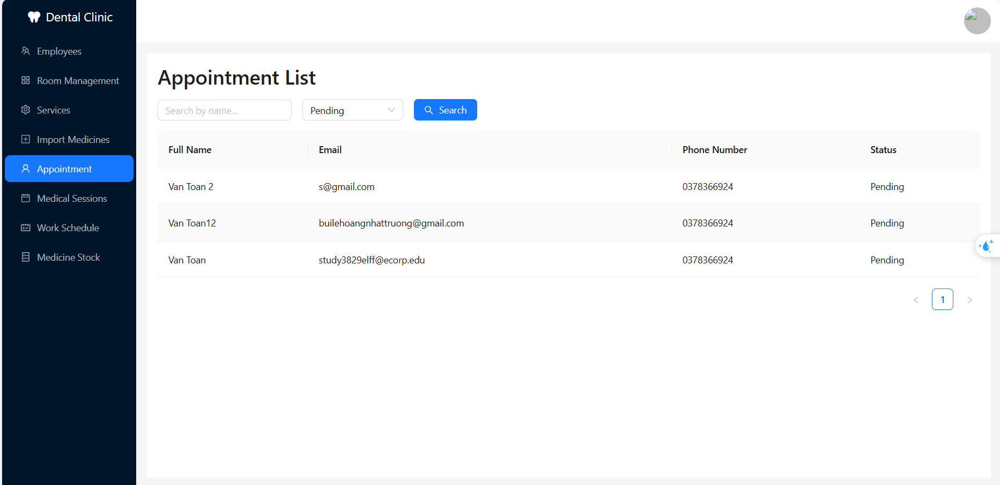 Dental Clinic
Employees
Room Management
Services
Import Medicines
Appointment
Medical Sessions
Work Schedule
Medicine Stock
Appointment List
Search by name... Pending Search
Full Name Email Phone Number Status
Van Toan 2 s@gmail.com 0378366924 Pending
Van Toan12 builehoangnhattruong@gmail.com 0378366924 Pending
Van Toan study3829elff@ecorp.edu 0378366924 Pending
< 1 >